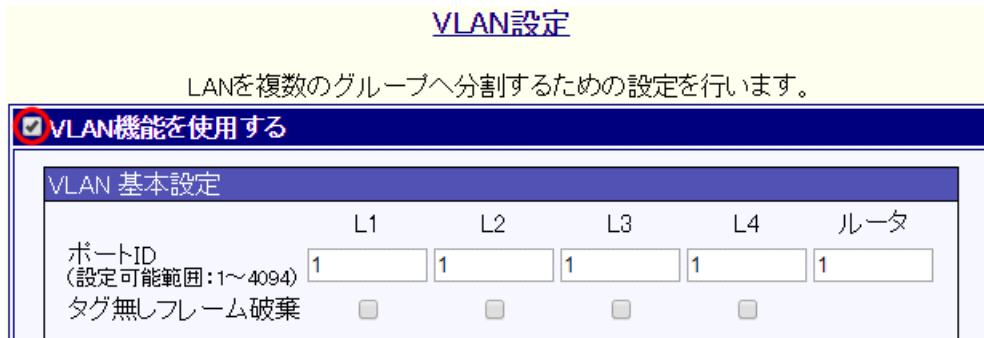 VLAN設定
LANを複数のグループへ分割するための設定を行います。
VLAN機能を使用する
VLAN 基本設定
L1 L2 L3 L4 ルータ
ポートID
(設定可能範囲:1～4094) 1 1 1 1 1
タグ無しフレーム破棄